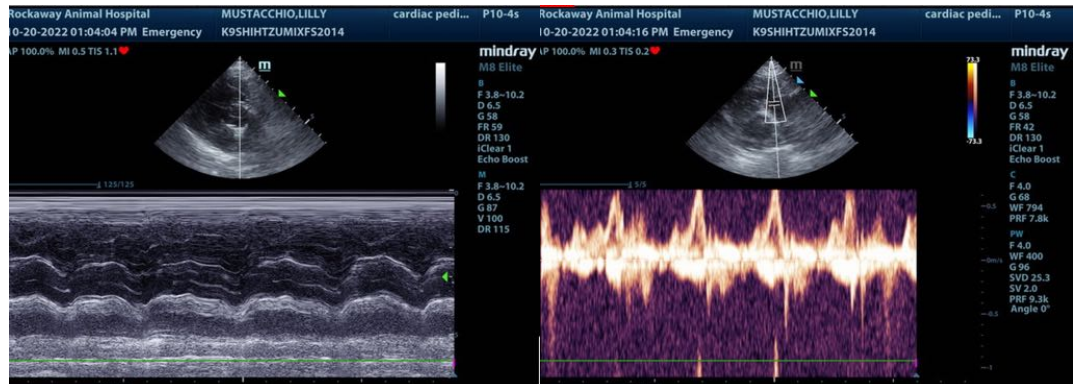 Rockaway Animal Hospital MUSTACCHIO,LILLY cardiac pedi... P10-4s
10-20-2022 01:04:04 PM Emergency K9SHIHTZUMIXFS2014
AP 100.0% MI 0.5 TIS 1.1
m
mindray
M8 Elite
B
F 3.8~10.2
D 6.5
G 58
FR 59
DR 130
iClear 1
Echo Boost
M
F 3.8~10.2
D 6.5
G 87
V 100
DR 115
125/125
Rockaway Animal Hospital MUSTACCHIO,LILLY cardiac pedi... P10-4s
10-20-2022 01:04:16 PM Emergency K9SHIHTZUMIXFS2014
AP 100.0% MI 0.3 TIS 0.2
m
73.3
-73.3
mindray
M8 Elite
B
F 3.8~10.2
D 6.5
G 58
FR 42
DR 130
iClear 1
Echo Boost
C
F 4.0
G 68
WF 794
PRF 7.8k
PW
F 4.0
WF 400
G 96
SVD 25.3
SV 2.0
PRF 9.3k
Angle 0°
5/5
-0.5
-0m/s
-0.5
-1